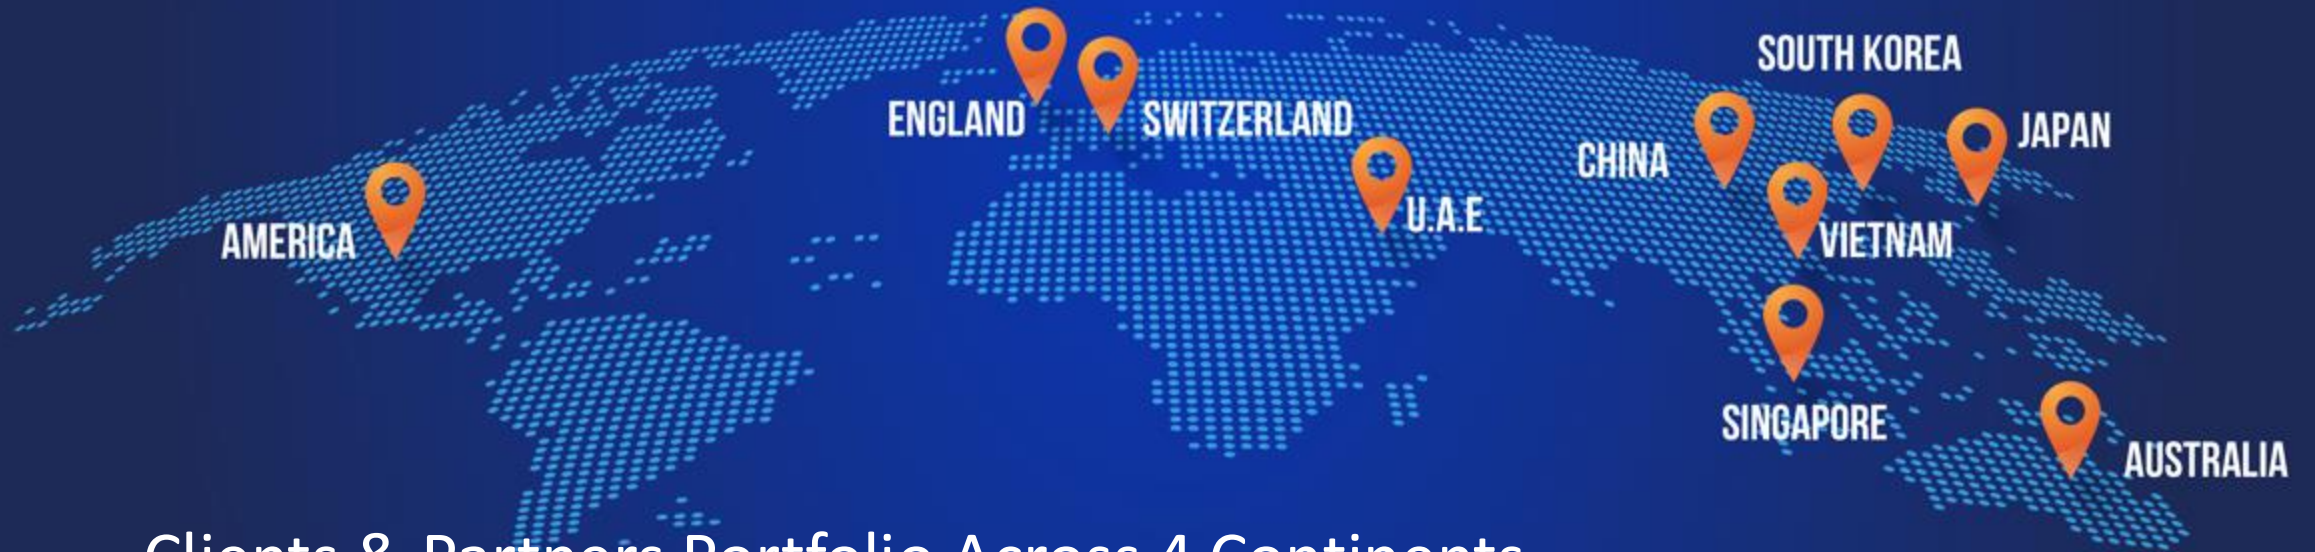 SOUTH KOREA
ENGLAND
SWITZERLAND
JAPAN
CHINA
U.A.E
AMERICA
VIETNAM
SINGAPORE
AUSTRALIA
Clients & Partners Portfolio Across 4 Continents